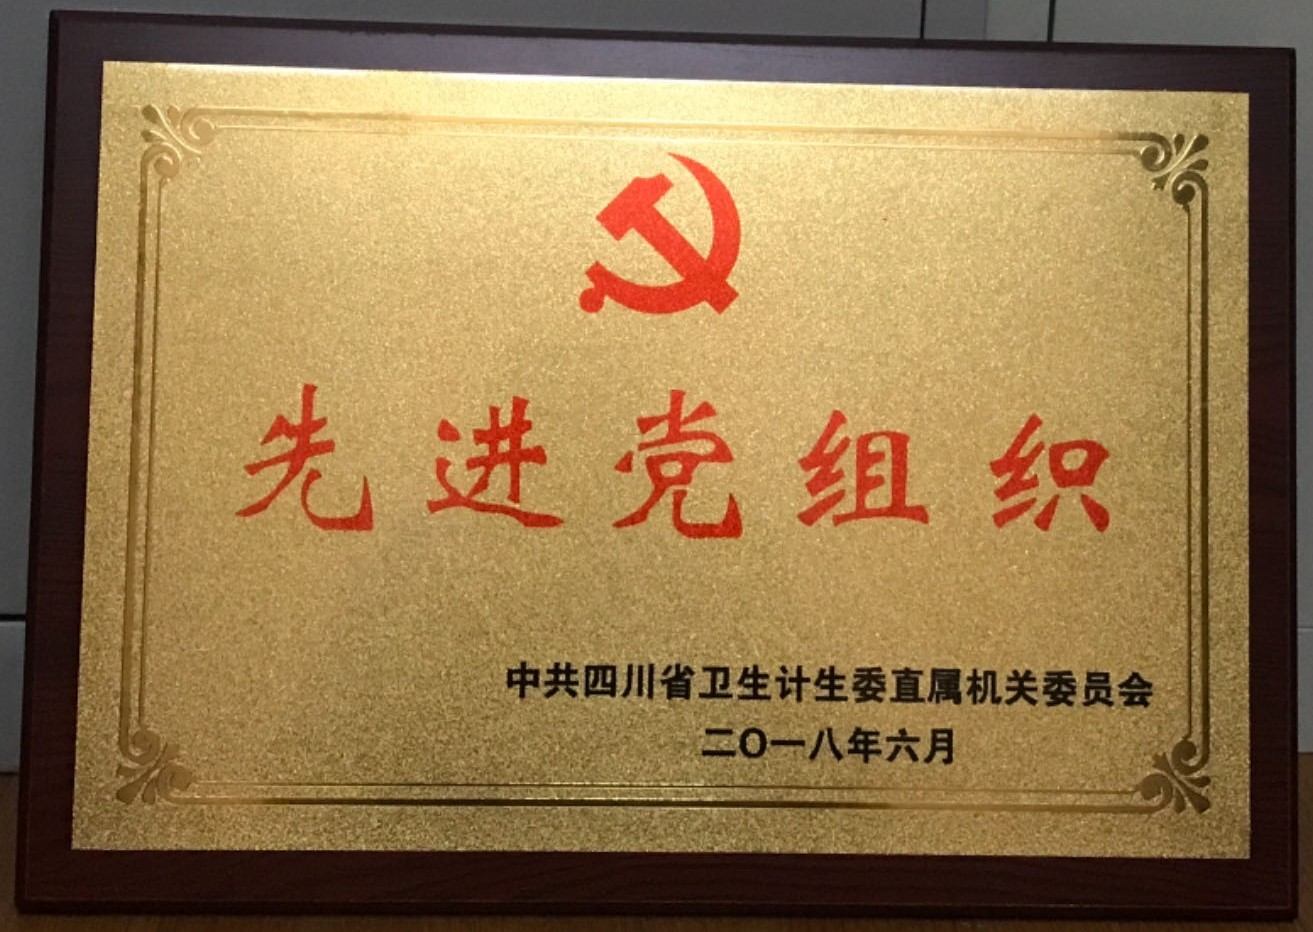 先进党组织
中共四川省卫生计生委直属机关委员会
二〇一八年六月